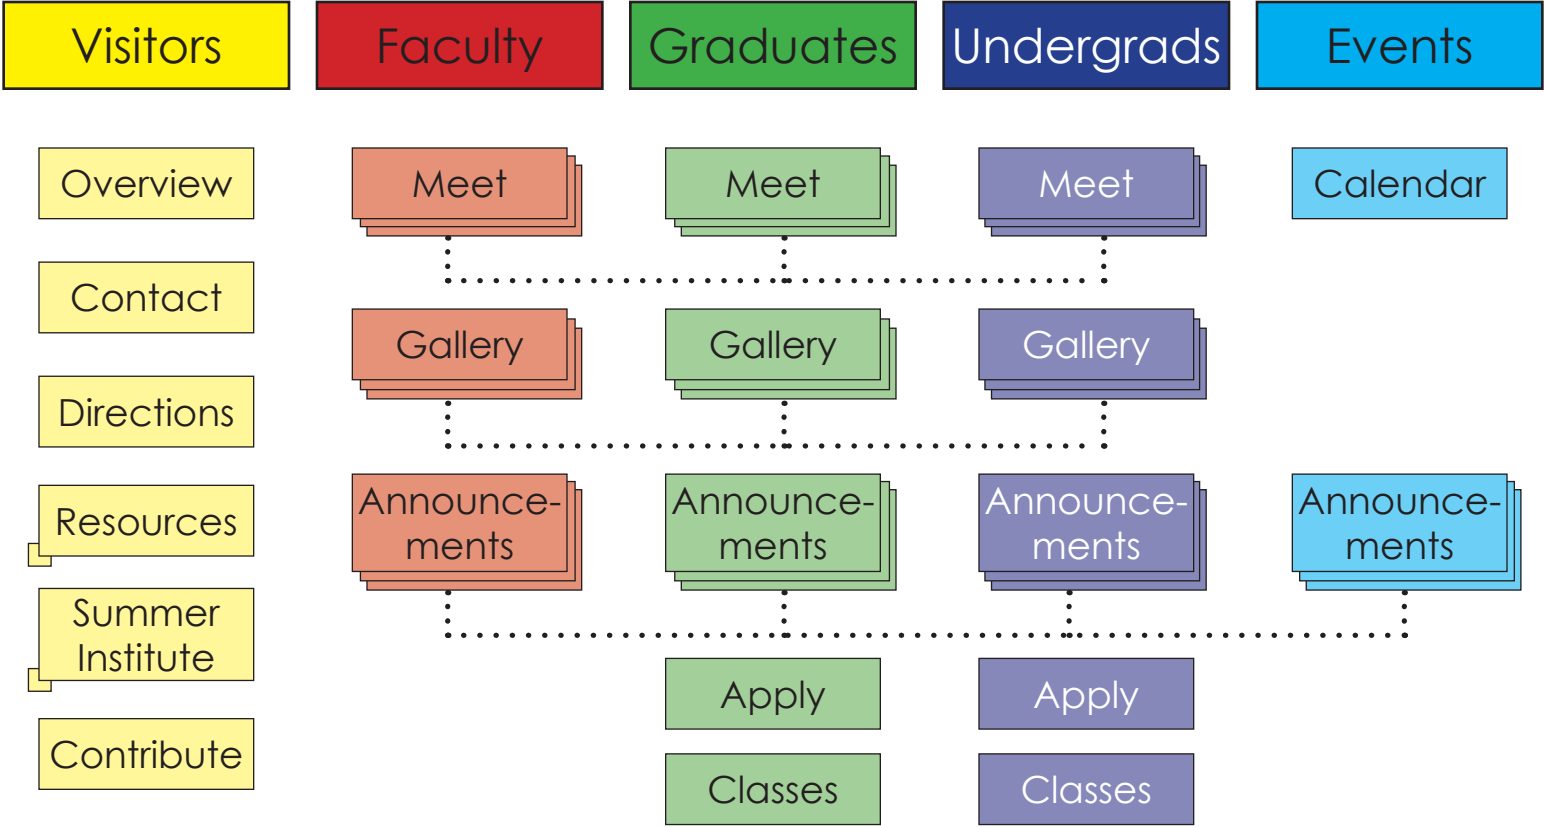 Visitors
Faculty
Graduates
Undergrads
Events
Overview
Meet
Meet
Meet
Calendar
Contact
Gallery
Gallery
Gallery
Directions
Resources
Announce-
ments
Announce-
ments
Announce-
ments
Announce-
ments
Summer
Institute
Apply
Apply
Contribute
Classes
Classes